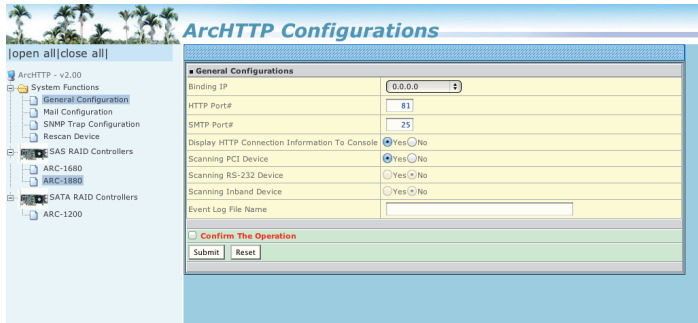 ArcHTTP Configurations
|open all|close all|
ArcHTTP - v2.00
System Functions
General Configuration
Mail Configuration
SNMP Trap Configuration
Rescan Device
SAS RAID Controllers
ARC-1680
ARC-1880
SATA RAID Controllers
ARC-1200
General Configurations
Binding IP 0.0.0.0
HTTP Port# 81
SMTP Port# 25
Display HTTP Connection Information To Console Yes No
Scanning PCI Device Yes No
Scanning RS-232 Device Yes No
Scanning Inband Device Yes No
Event Log File Name
Confirm The Operation
Submit Reset